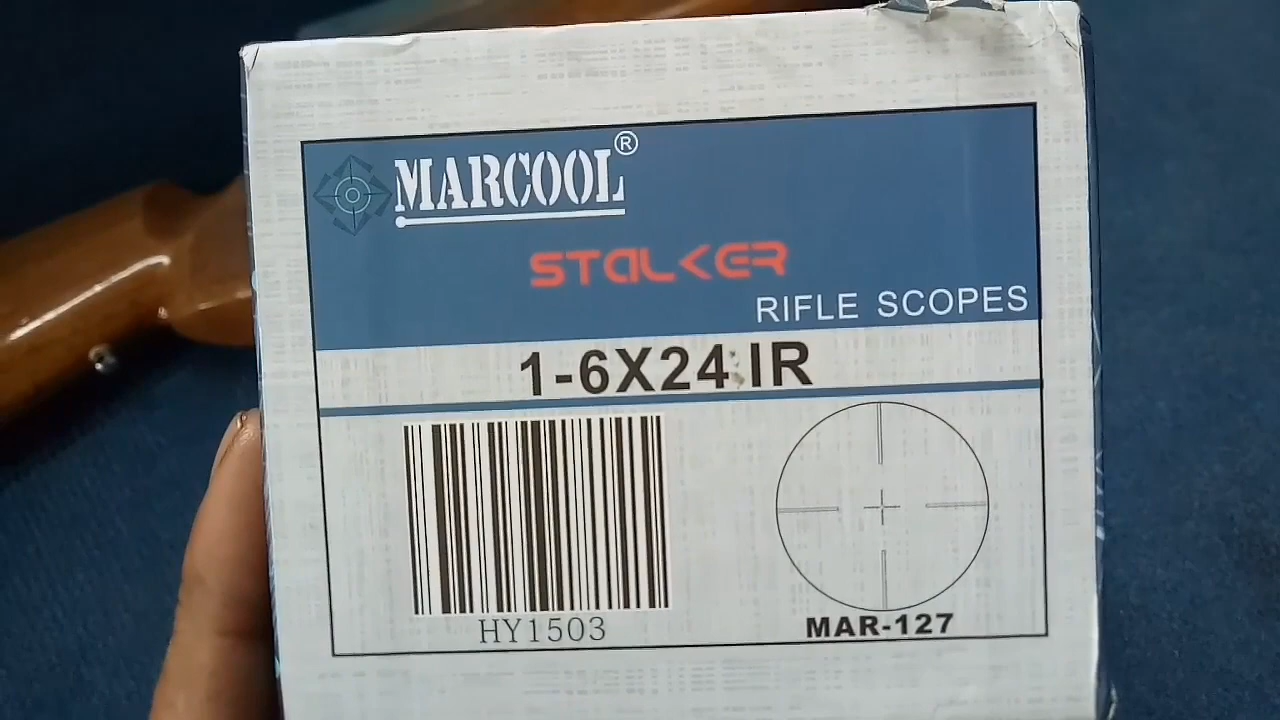 MARCOOL®
STALKER
RIFLE SCOPES
1-6X24 IR
HY1503
MAR-127